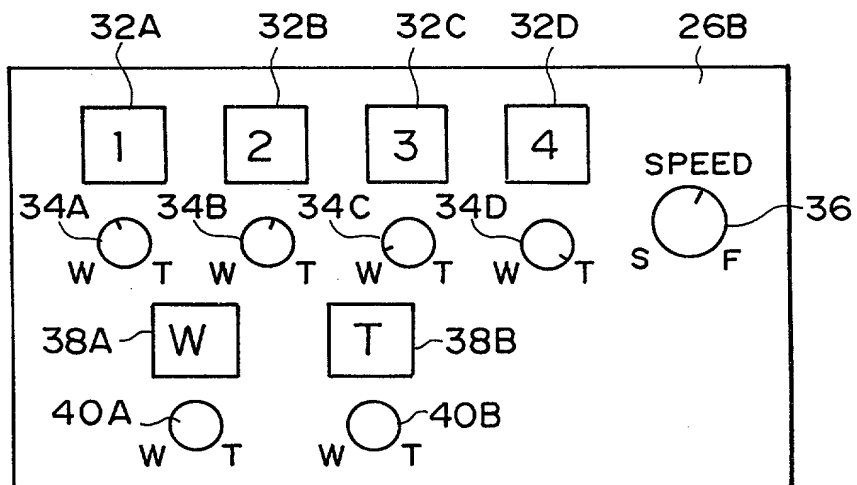 32A 32B 32C 32D 26B
1 2 3 4
SPEED
34A 34B 34C 34D 36
W T W T W T W T S F
38A W T 38B
40A 40B
W T W T